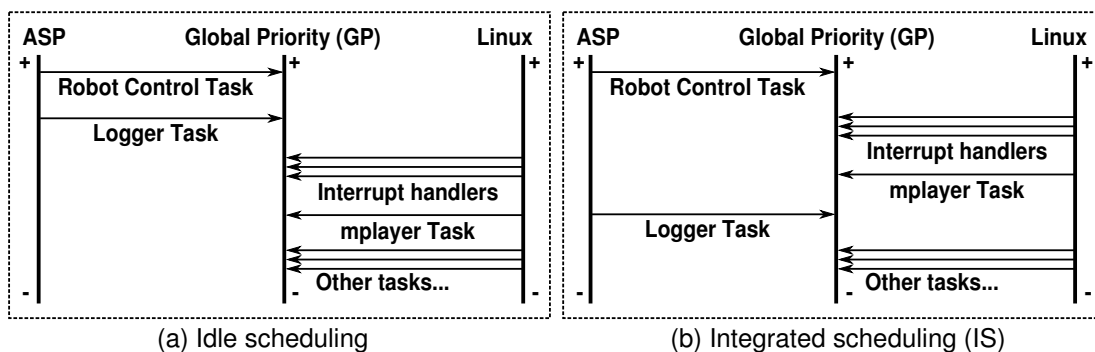 ASP Global Priority (GP) Linux
+ + +
Robot Control Task
Logger Task
Interrupt handlers
mplayer Task
Other tasks...
- - -
(a) Idle scheduling
ASP Global Priority (GP) Linux
+ + +
Robot Control Task
Interrupt handlers
mplayer Task
Logger Task
Other tasks...
- - -
(b) Integrated scheduling (IS)